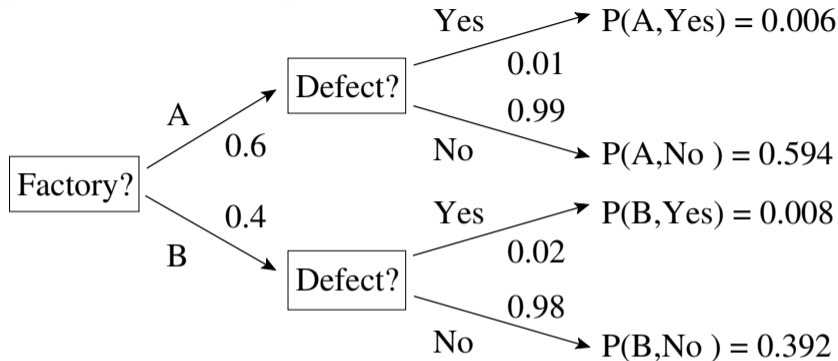 Yes
P(A,Yes) = 0.006
0.01
Defect?
0.99
A
0.6
No
P(A,No ) = 0.594
Factory?
Yes
P(B,Yes) = 0.008
0.4
0.02
B
Defect?
0.98
No
P(B,No ) = 0.392